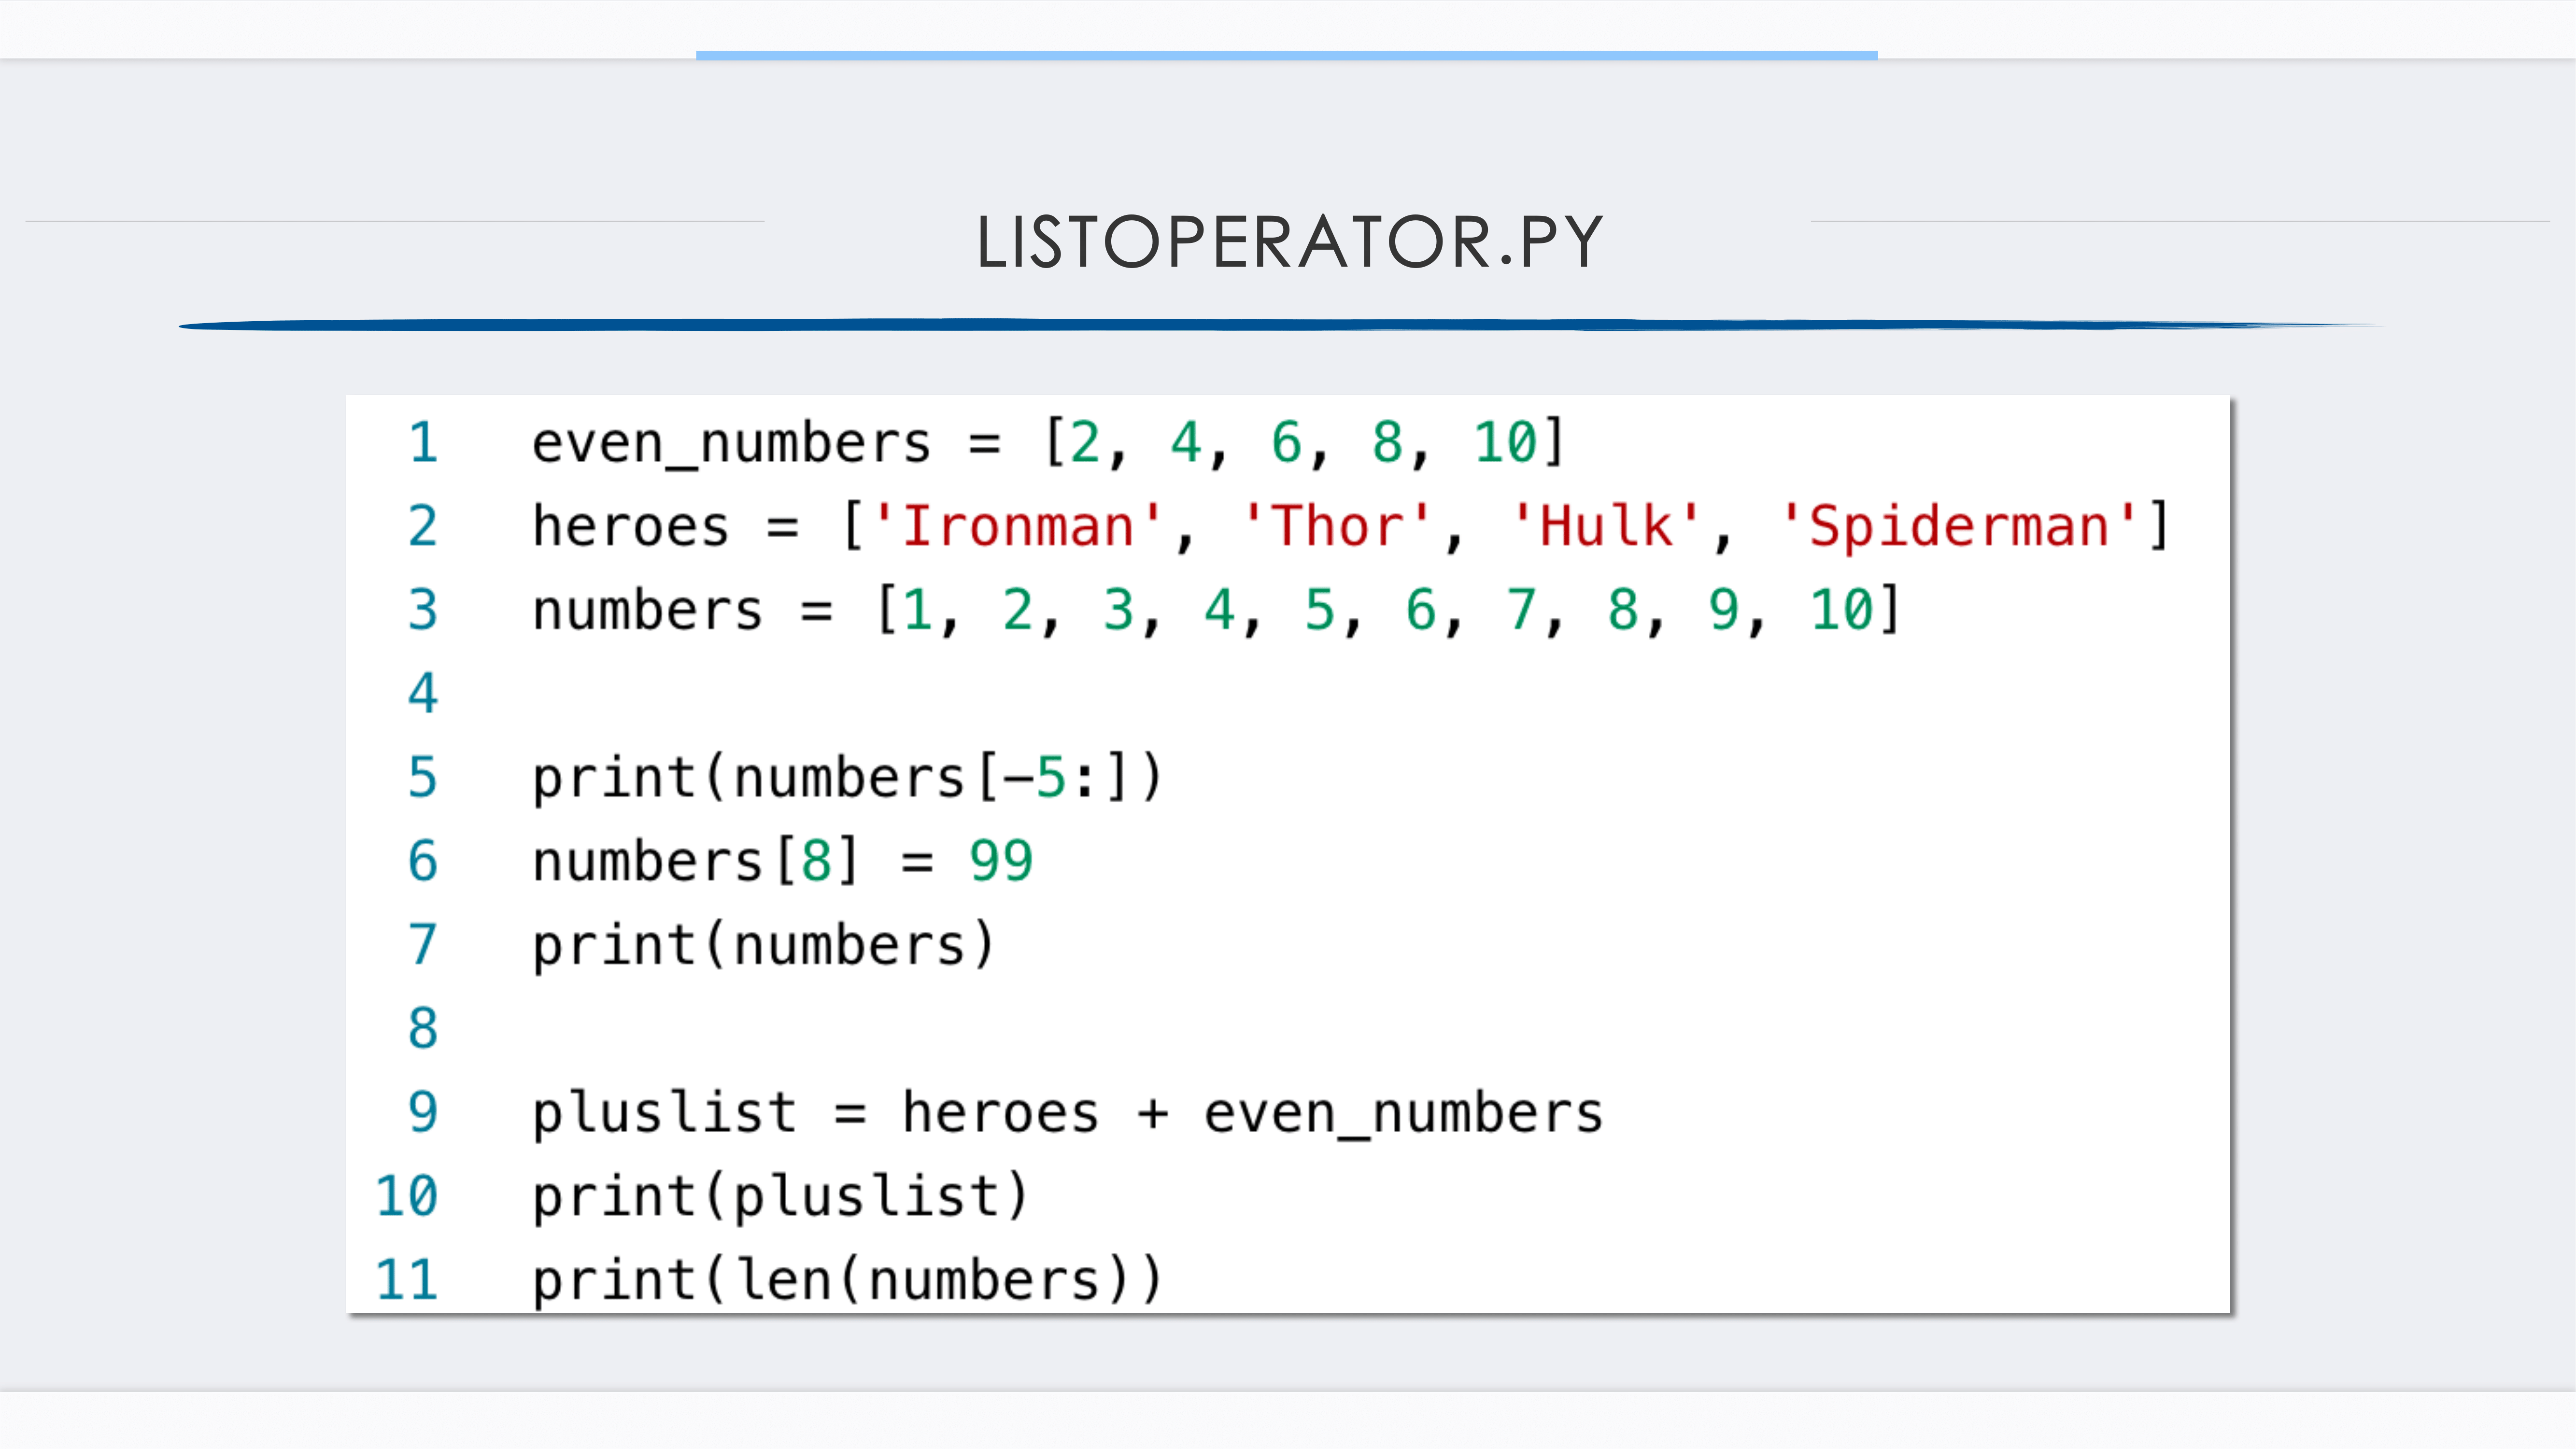 LISTOPERATOR.PY
1 even_numbers = [2, 4, 6, 8, 10]
2 heroes = ['Ironman', 'Thor', 'Hulk', 'Spiderman']
3 numbers = [1, 2, 3, 4, 5, 6, 7, 8, 9, 10]
4
5 print(numbers[-5:])
6 numbers[8] = 99
7 print(numbers)
8
9 pluslist = heroes + even_numbers
10 print(pluslist)
11 print(len(numbers))